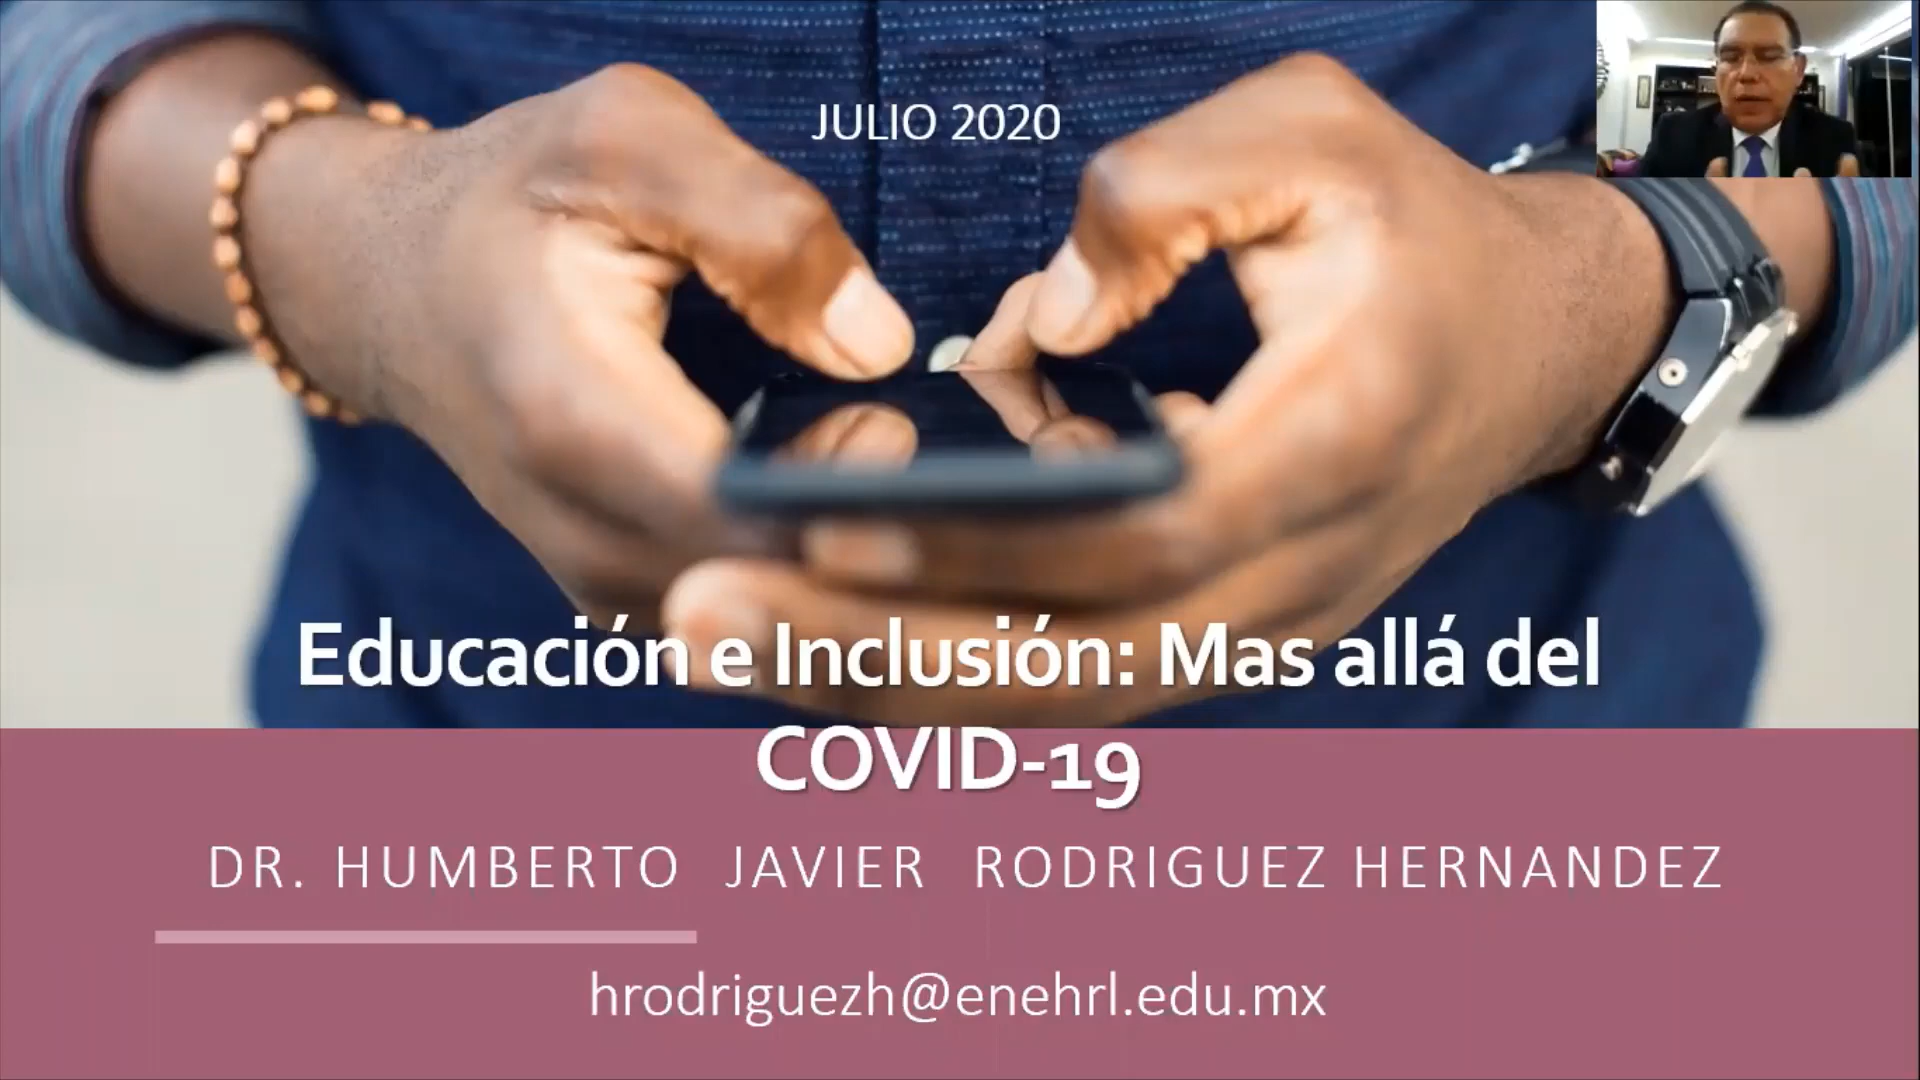 JULIO 2020
Educación e Inclusión: Mas allá del
COVID-19
DR. HUMBERTO JAVIER RODRIGUEZ HERNANDEZ
hrodriguezh@enehrl.edu.mx